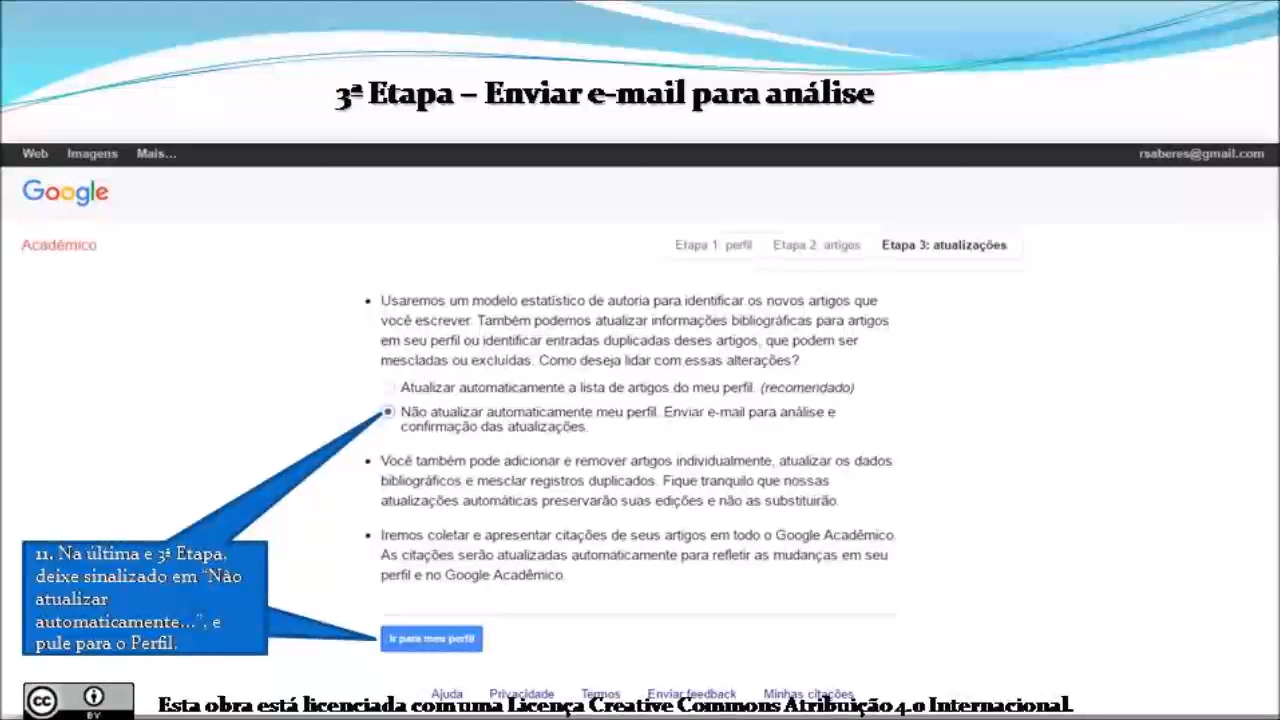 3ª Etapa – Enviar e-mail para análise
Web Imagens Mais... rsaberes@gmail.com
Google
Acadêmico Etapa 1 perfil Etapa 2 artigos Etapa 3: atualizações
Usaremos um modelo estatístico de autoria para identificar os novos artigos que
você escrever. Também podemos atualizar informações bibliográficas para artigos
em seu perfil ou identificar entradas duplicadas deses artigos, que podem ser
mescladas ou excluídas. Como deseja lidar com essas alterações?
Atualizar automaticamente a lista de artigos do meu perfil. (recomendado)
Não atualizar automaticamente meu perfil. Enviar e-mail para análise e
confirmação das atualizações.
Você também pode adicionar e remover artigos individualmente, atualizar os dados
bibliográficos e mesclar registros duplicados. Fique tranquilo que nossas
atualizações automáticas preservarão suas edições e não as substituirão.
Iremos coletar e apresentar citações de seus artigos em todo o Google Acadêmico.
As citações serão atualizadas automaticamente para refletir as mudanças em seu
perfil e no Google Acadêmico.
11. Na última e 3ª Etapa,
deixe sinalizado em “Não
atualizar
automaticamente...”, e
pule para o Perfil.
Ir para meu perfil
Ajuda Privacidade Termos Enviar feedback Minhas citações
CC BY
Esta obra está licenciada com uma Licença Creative Commons Atribuição 4.0 Internacional.